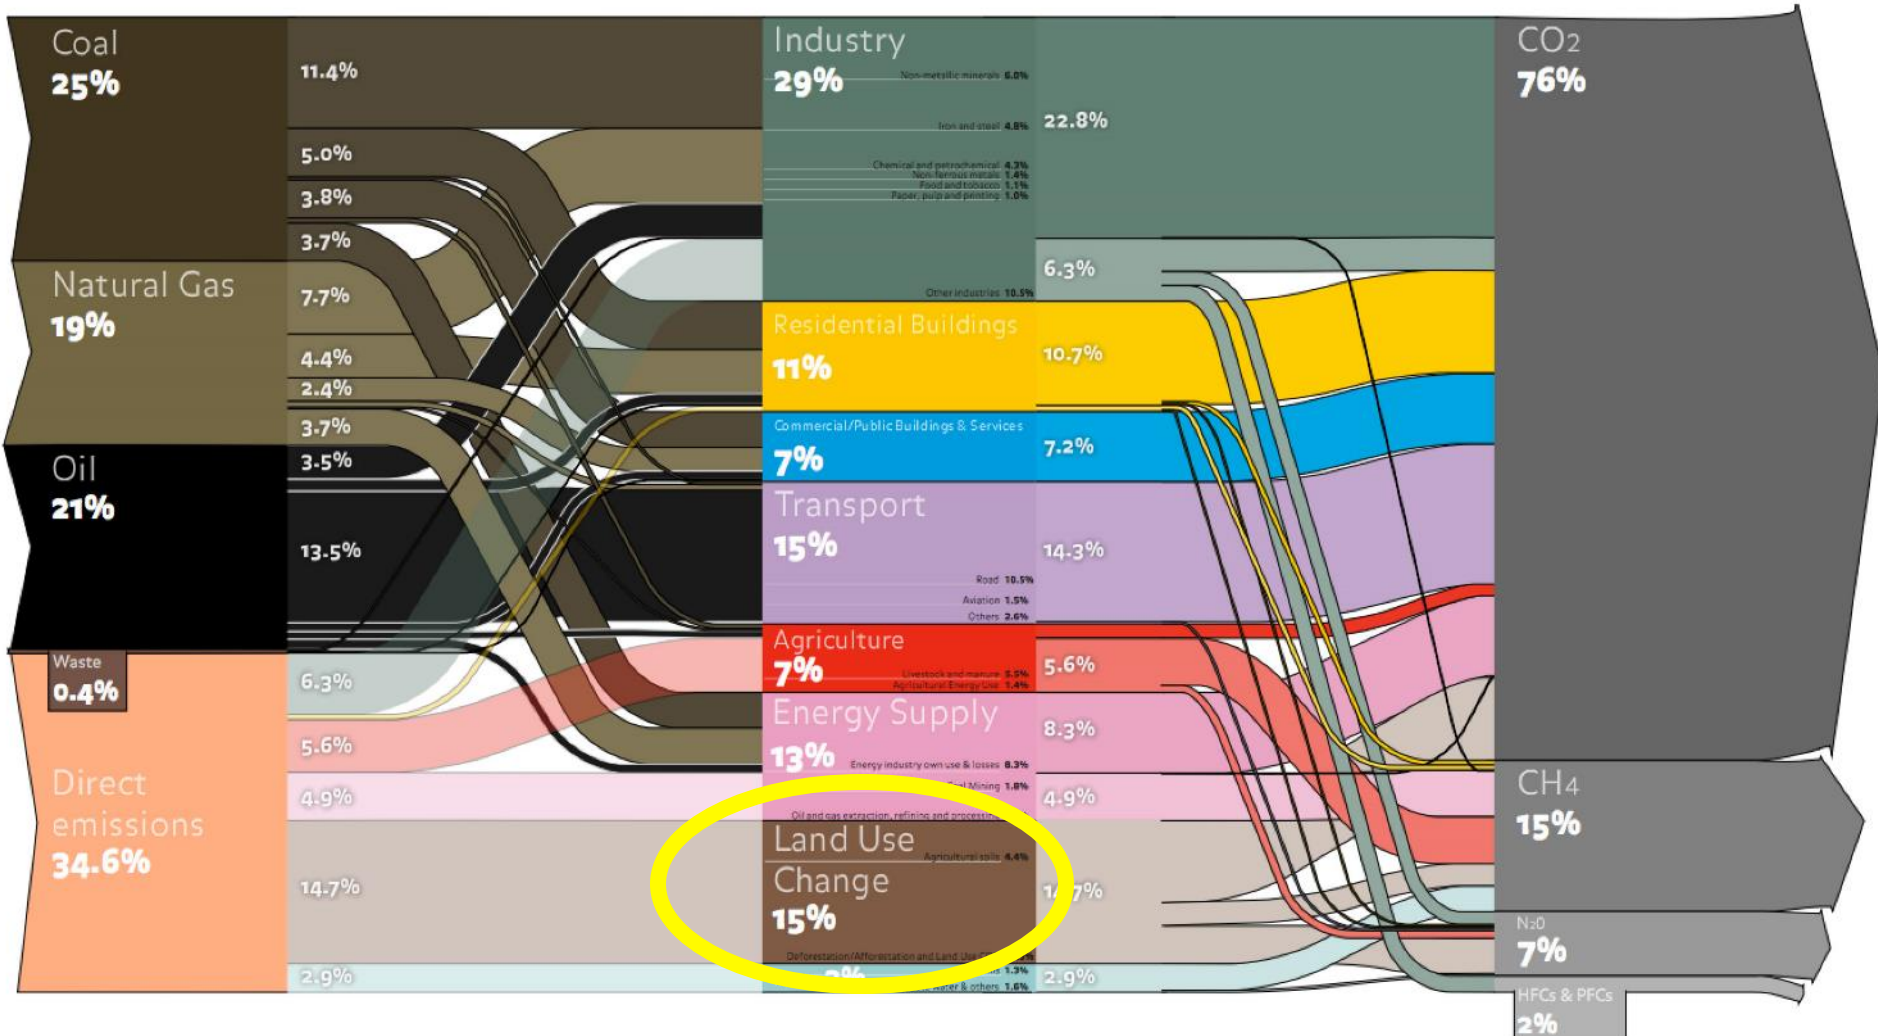 Coal
25%
Natural Gas
19%
Oil
21%
Waste
0.4%
Direct
emissions
34.6%
11.4%
5.0%
3.8%
3.7%
7.7%
4.4%
2.4%
3.7%
3.5%
13.5%
6.3%
5.6%
4.9%
14.7%
2.9%
Industry
29%
Non-metallic minerals 6.0%
Iron and steel 4.8%
Chemical and petrochemical 4.3%
Non-ferrous metals 1.4%
Food and tobacco 1.1%
Paper, pulp and printing 1.0%
Other industries 10.5%
Residential Buildings
11%
Commercial/Public Buildings & Services
7%
Transport
15%
Road 10.5%
Aviation 1.5%
Others 2.6%
Agriculture
7%
Livestock and manure 5.5%
Agricultural Energy Use 1.4%
Energy Supply
13%
Energy industry own use & losses 8.3%
Mining 1.8%
Oil and gas extraction, refining and
Land Use
Agricultural soils 4.4%
Change
15%
Deforestation/Afforestation and Land Use
1.3%
& others 1.6%
22.8%
6.3%
10.7%
7.2%
14.3%
5.6%
8.3%
4.9%
2.9%
CO2
76%
CH4
15%
N20
7%
HFCs & PFCs
2%